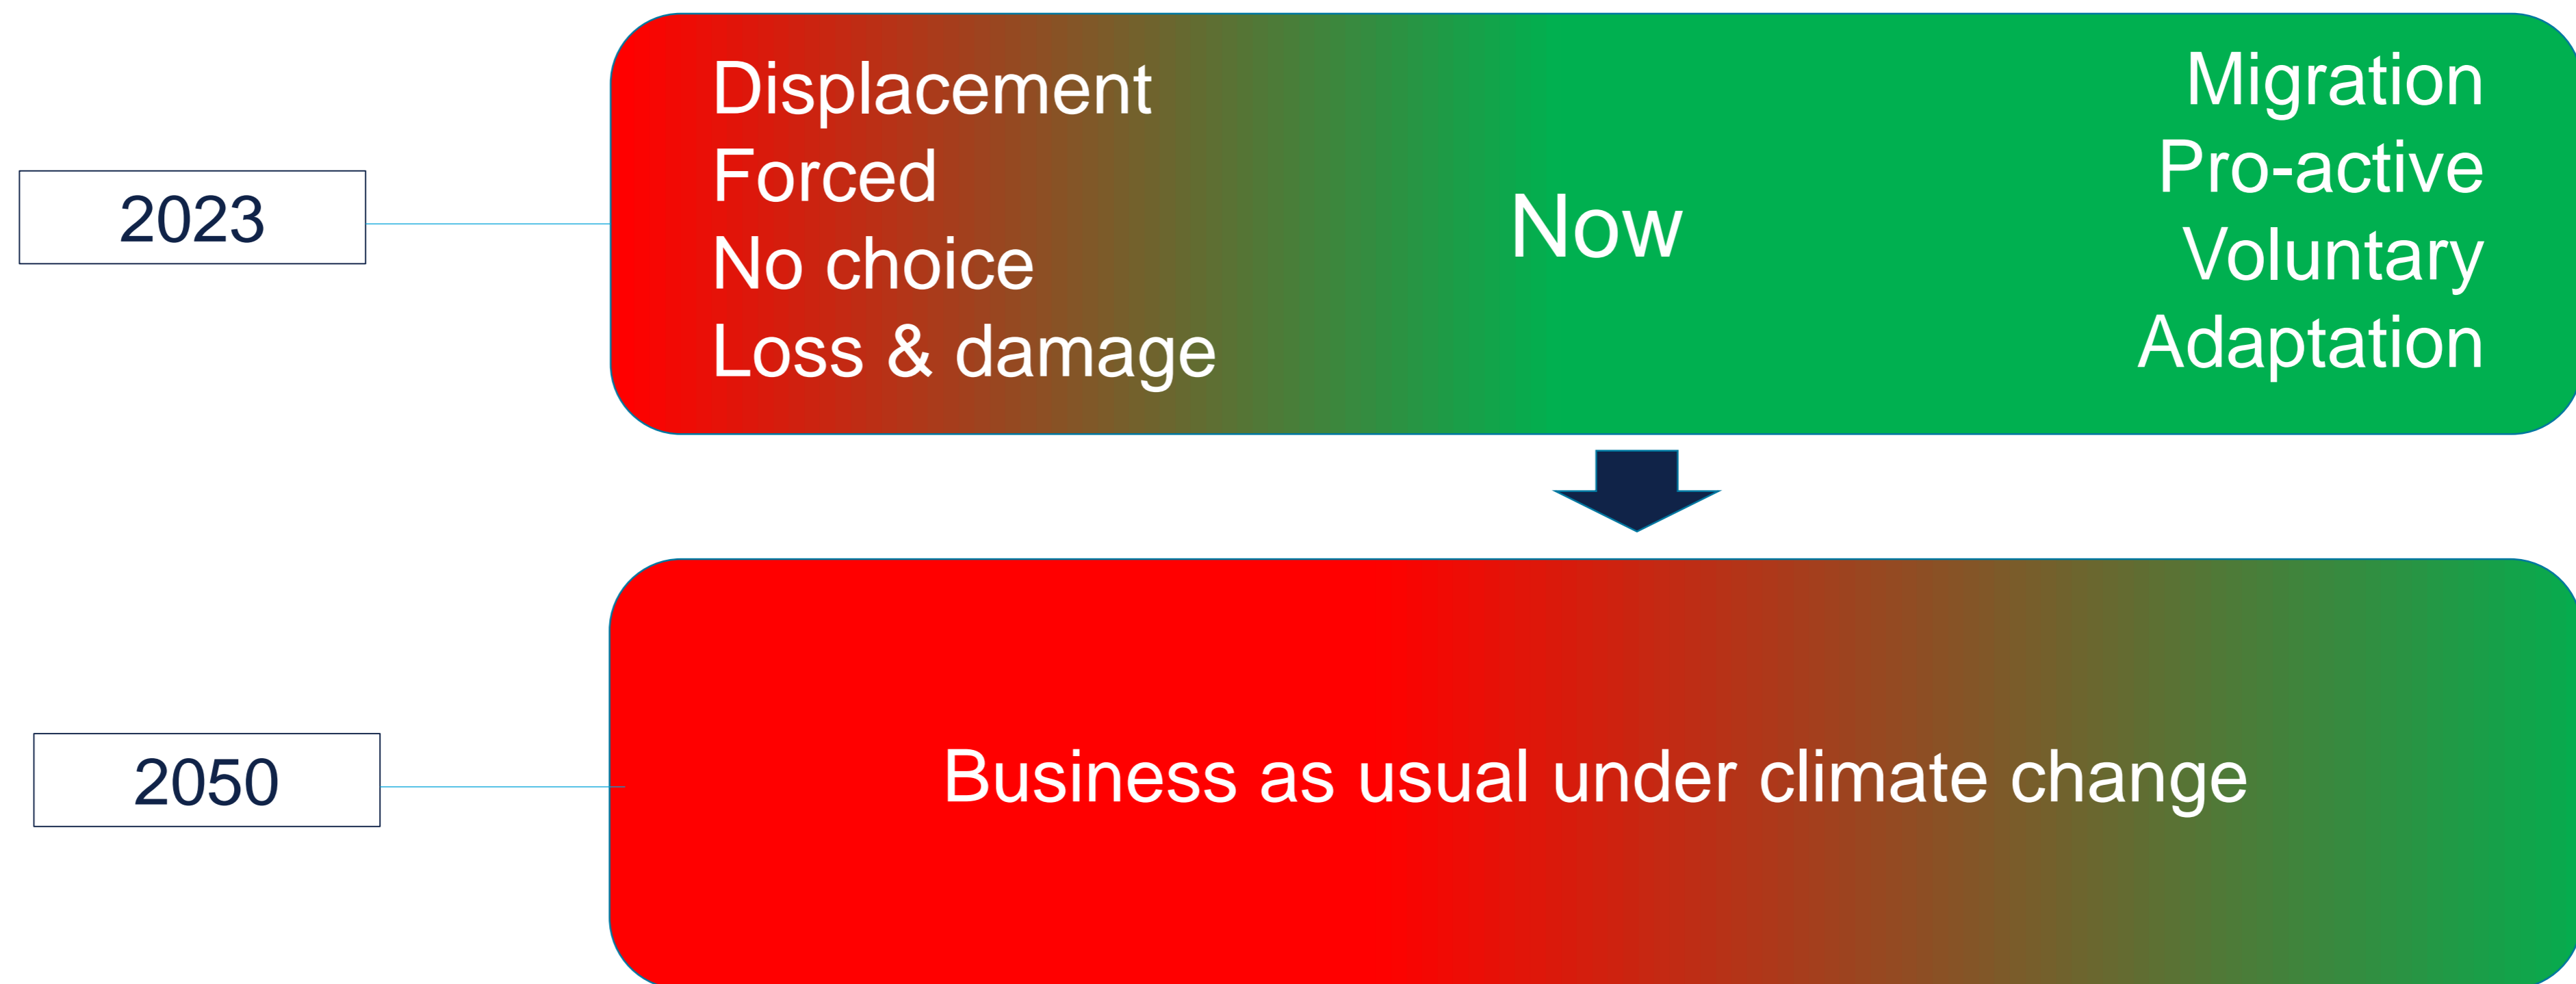 2023
Displacement
Forced
No choice
Loss & damage
Now
Migration
Pro-active
Voluntary
Adaptation
2050
Business as usual under climate change